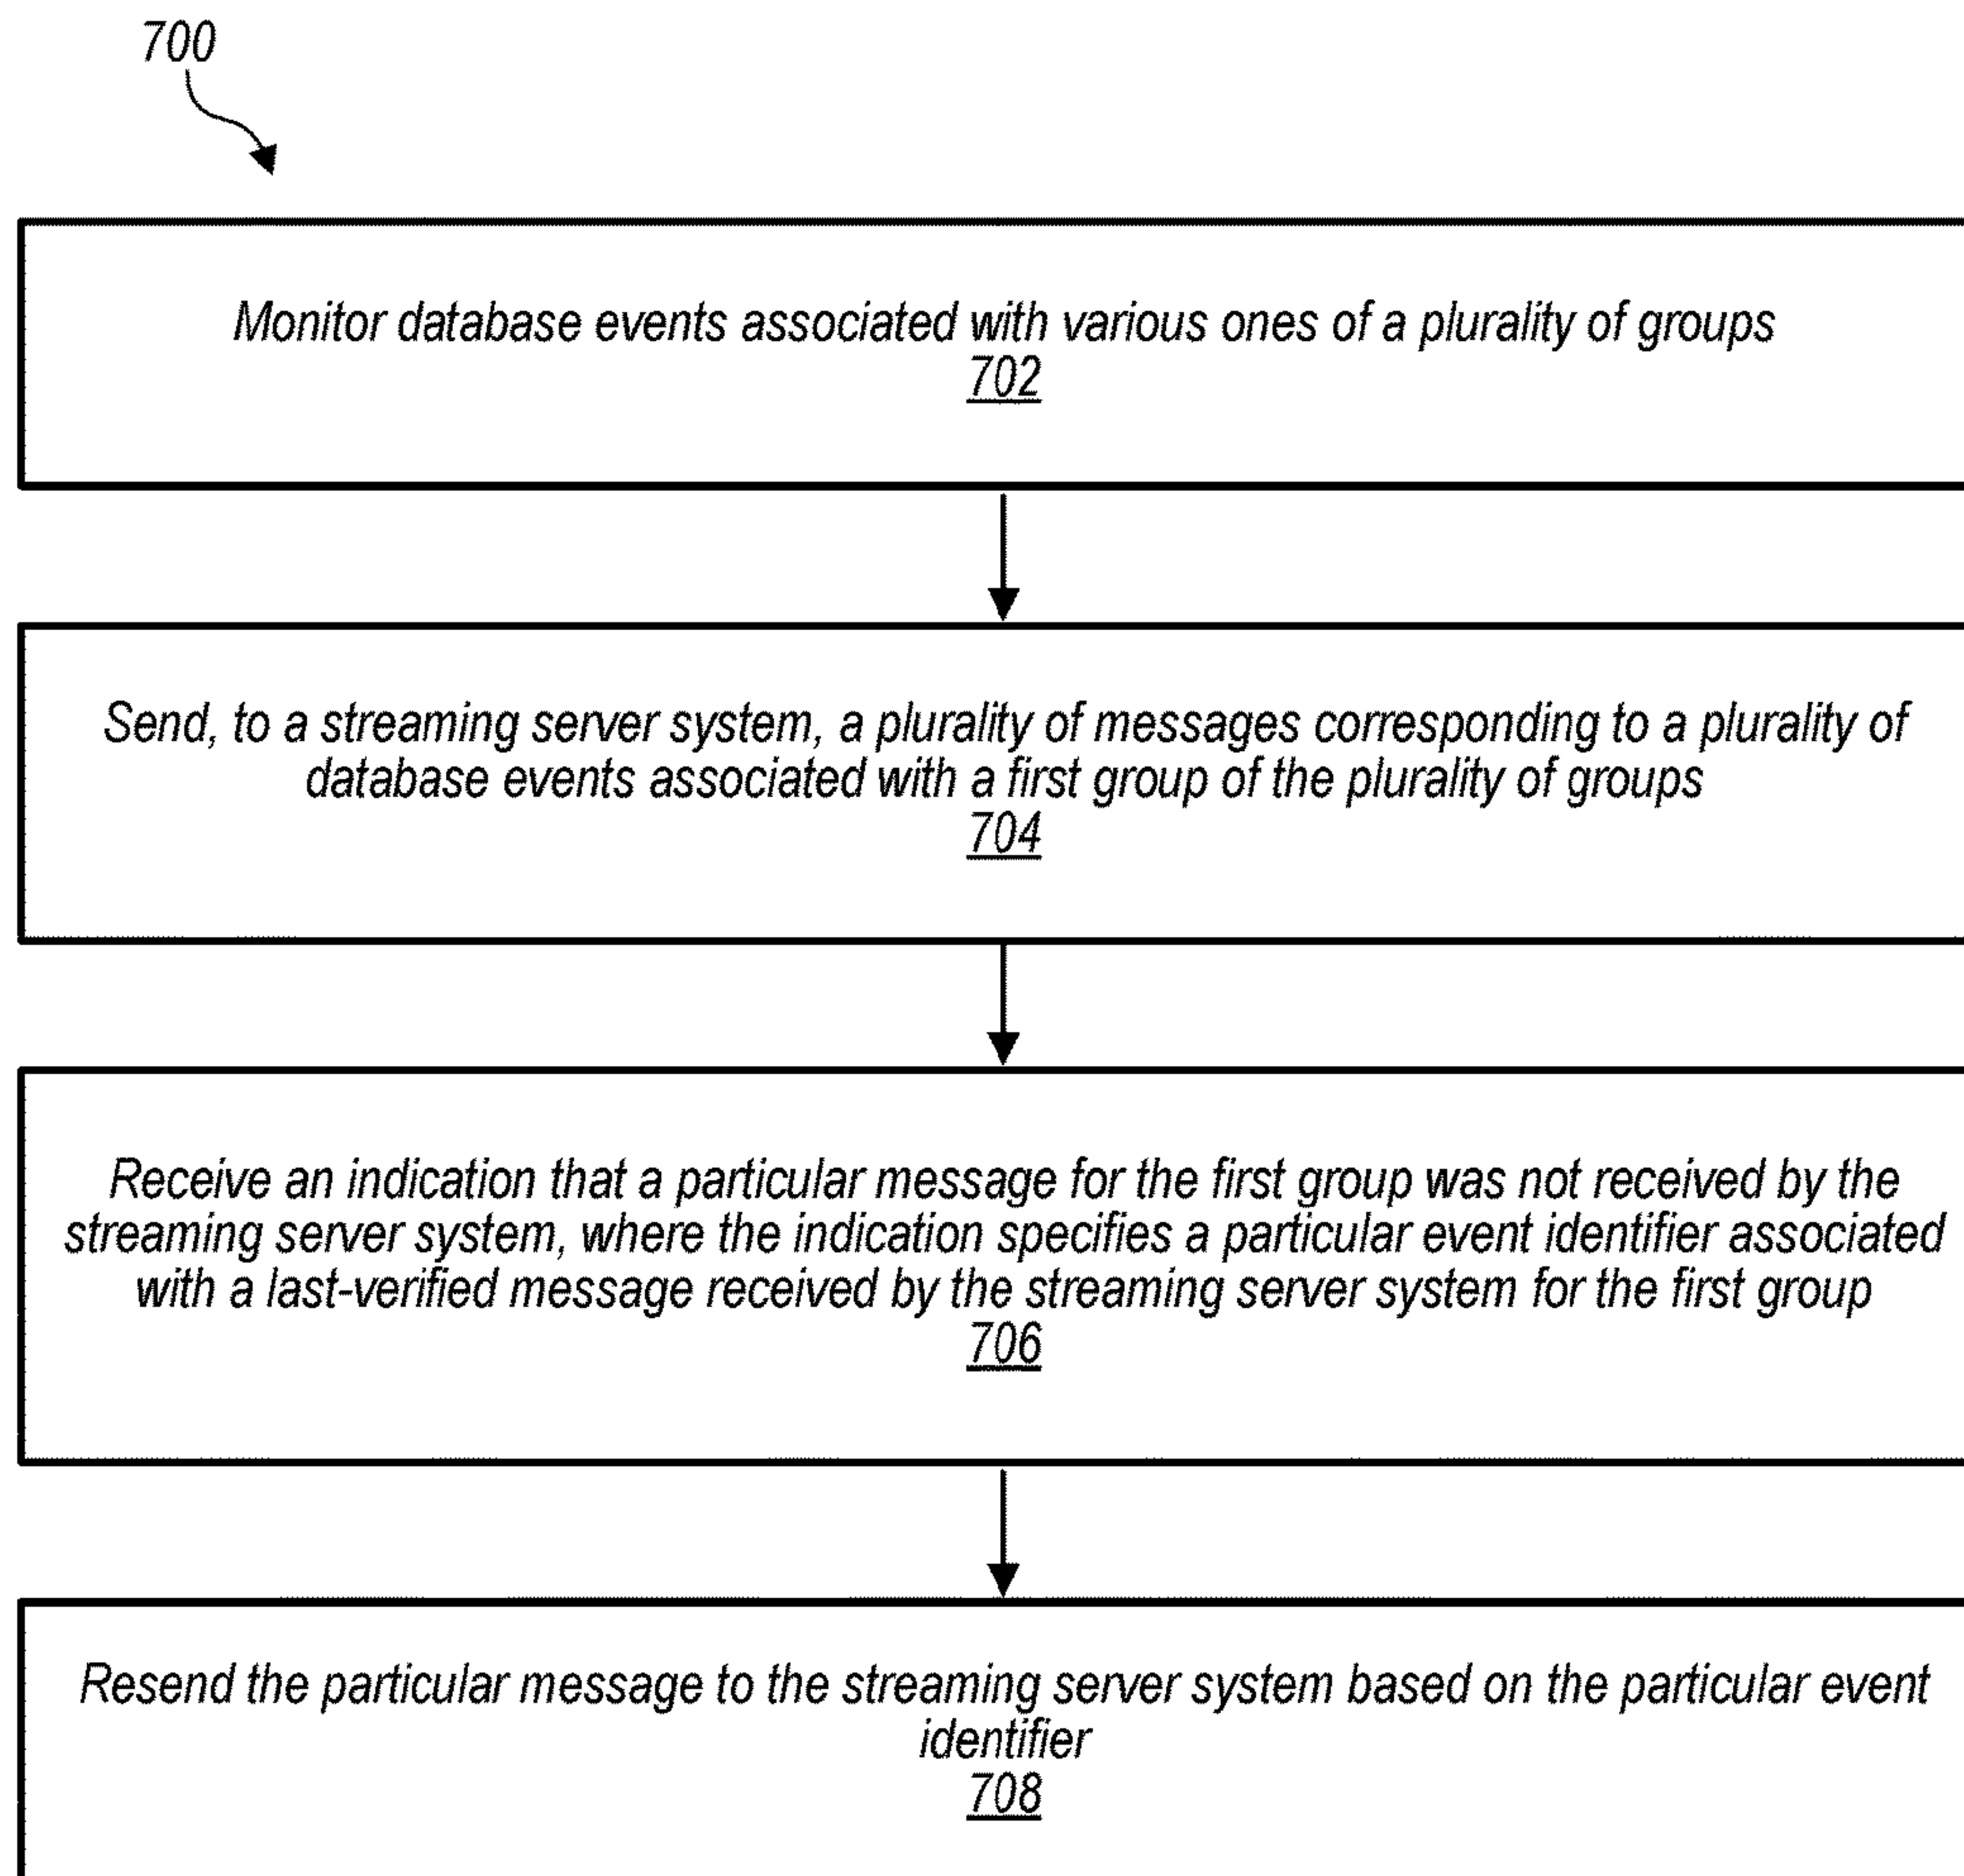 700
Monitor database events associated with various ones of a plurality of groups
702
Send, to a streaming server system, a plurality of messages corresponding to a plurality of
database events associated with a first group of the plurality of groups
704
Receive an indication that a particular message for the first group was not received by the
streaming server system, where the indication specifies a particular event identifier associated
with a last-verified message received by the streaming server system for the first group
706
Resend the particular message to the streaming server system based on the particular event
identifier
708